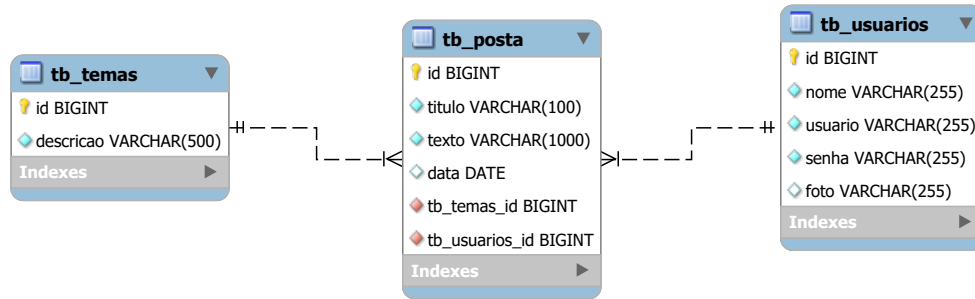 tb_temas
id BIGINT
descricao VARCHAR(500)
Indexes
tb_posta
id BIGINT
titulo VARCHAR(100)
texto VARCHAR(1000)
data DATE
tb_temas_id BIGINT
tb_usuarios_id BIGINT
Indexes
tb_usuarios
id BIGINT
nome VARCHAR(255)
usuario VARCHAR(255)
senha VARCHAR(255)
foto VARCHAR(255)
Indexes